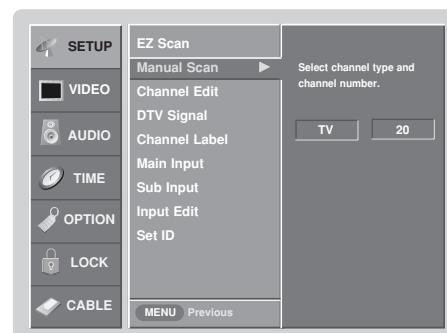 SETUP
VIDEO
AUDIO
TIME
OPTION
LOCK
CABLE
EZ Scan
Manual Scan
Channel Edit
DTV Signal
Channel Label
Main Input
Sub Input
Input Edit
Set ID
MENU Previous
Select channel type and
channel number.
TV 20